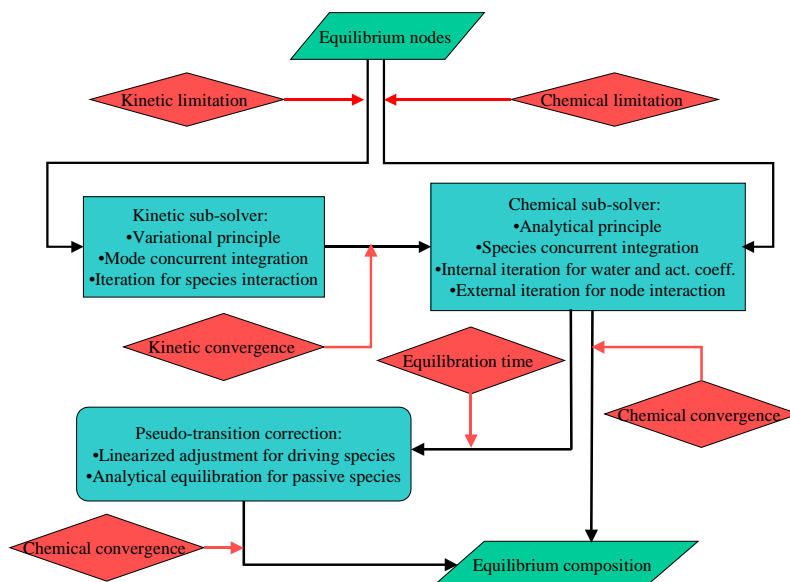 Equilibrium nodes
Kinetic limitation
Chemical limitation
Kinetic sub-solver:
•Variational principle
•Mode concurrent integration
•Iteration for species interaction
Chemical sub-solver:
•Analytical principle
•Species concurrent integration
•Internal iteration for water and act. coeff.
•External iteration for node interaction
Kinetic convergence
Equilibration time
Chemical convergence
Pseudo-transition correction:
•Linearized adjustment for driving species
•Analytical equilibration for passive species
Chemical convergence
Equilibrium composition